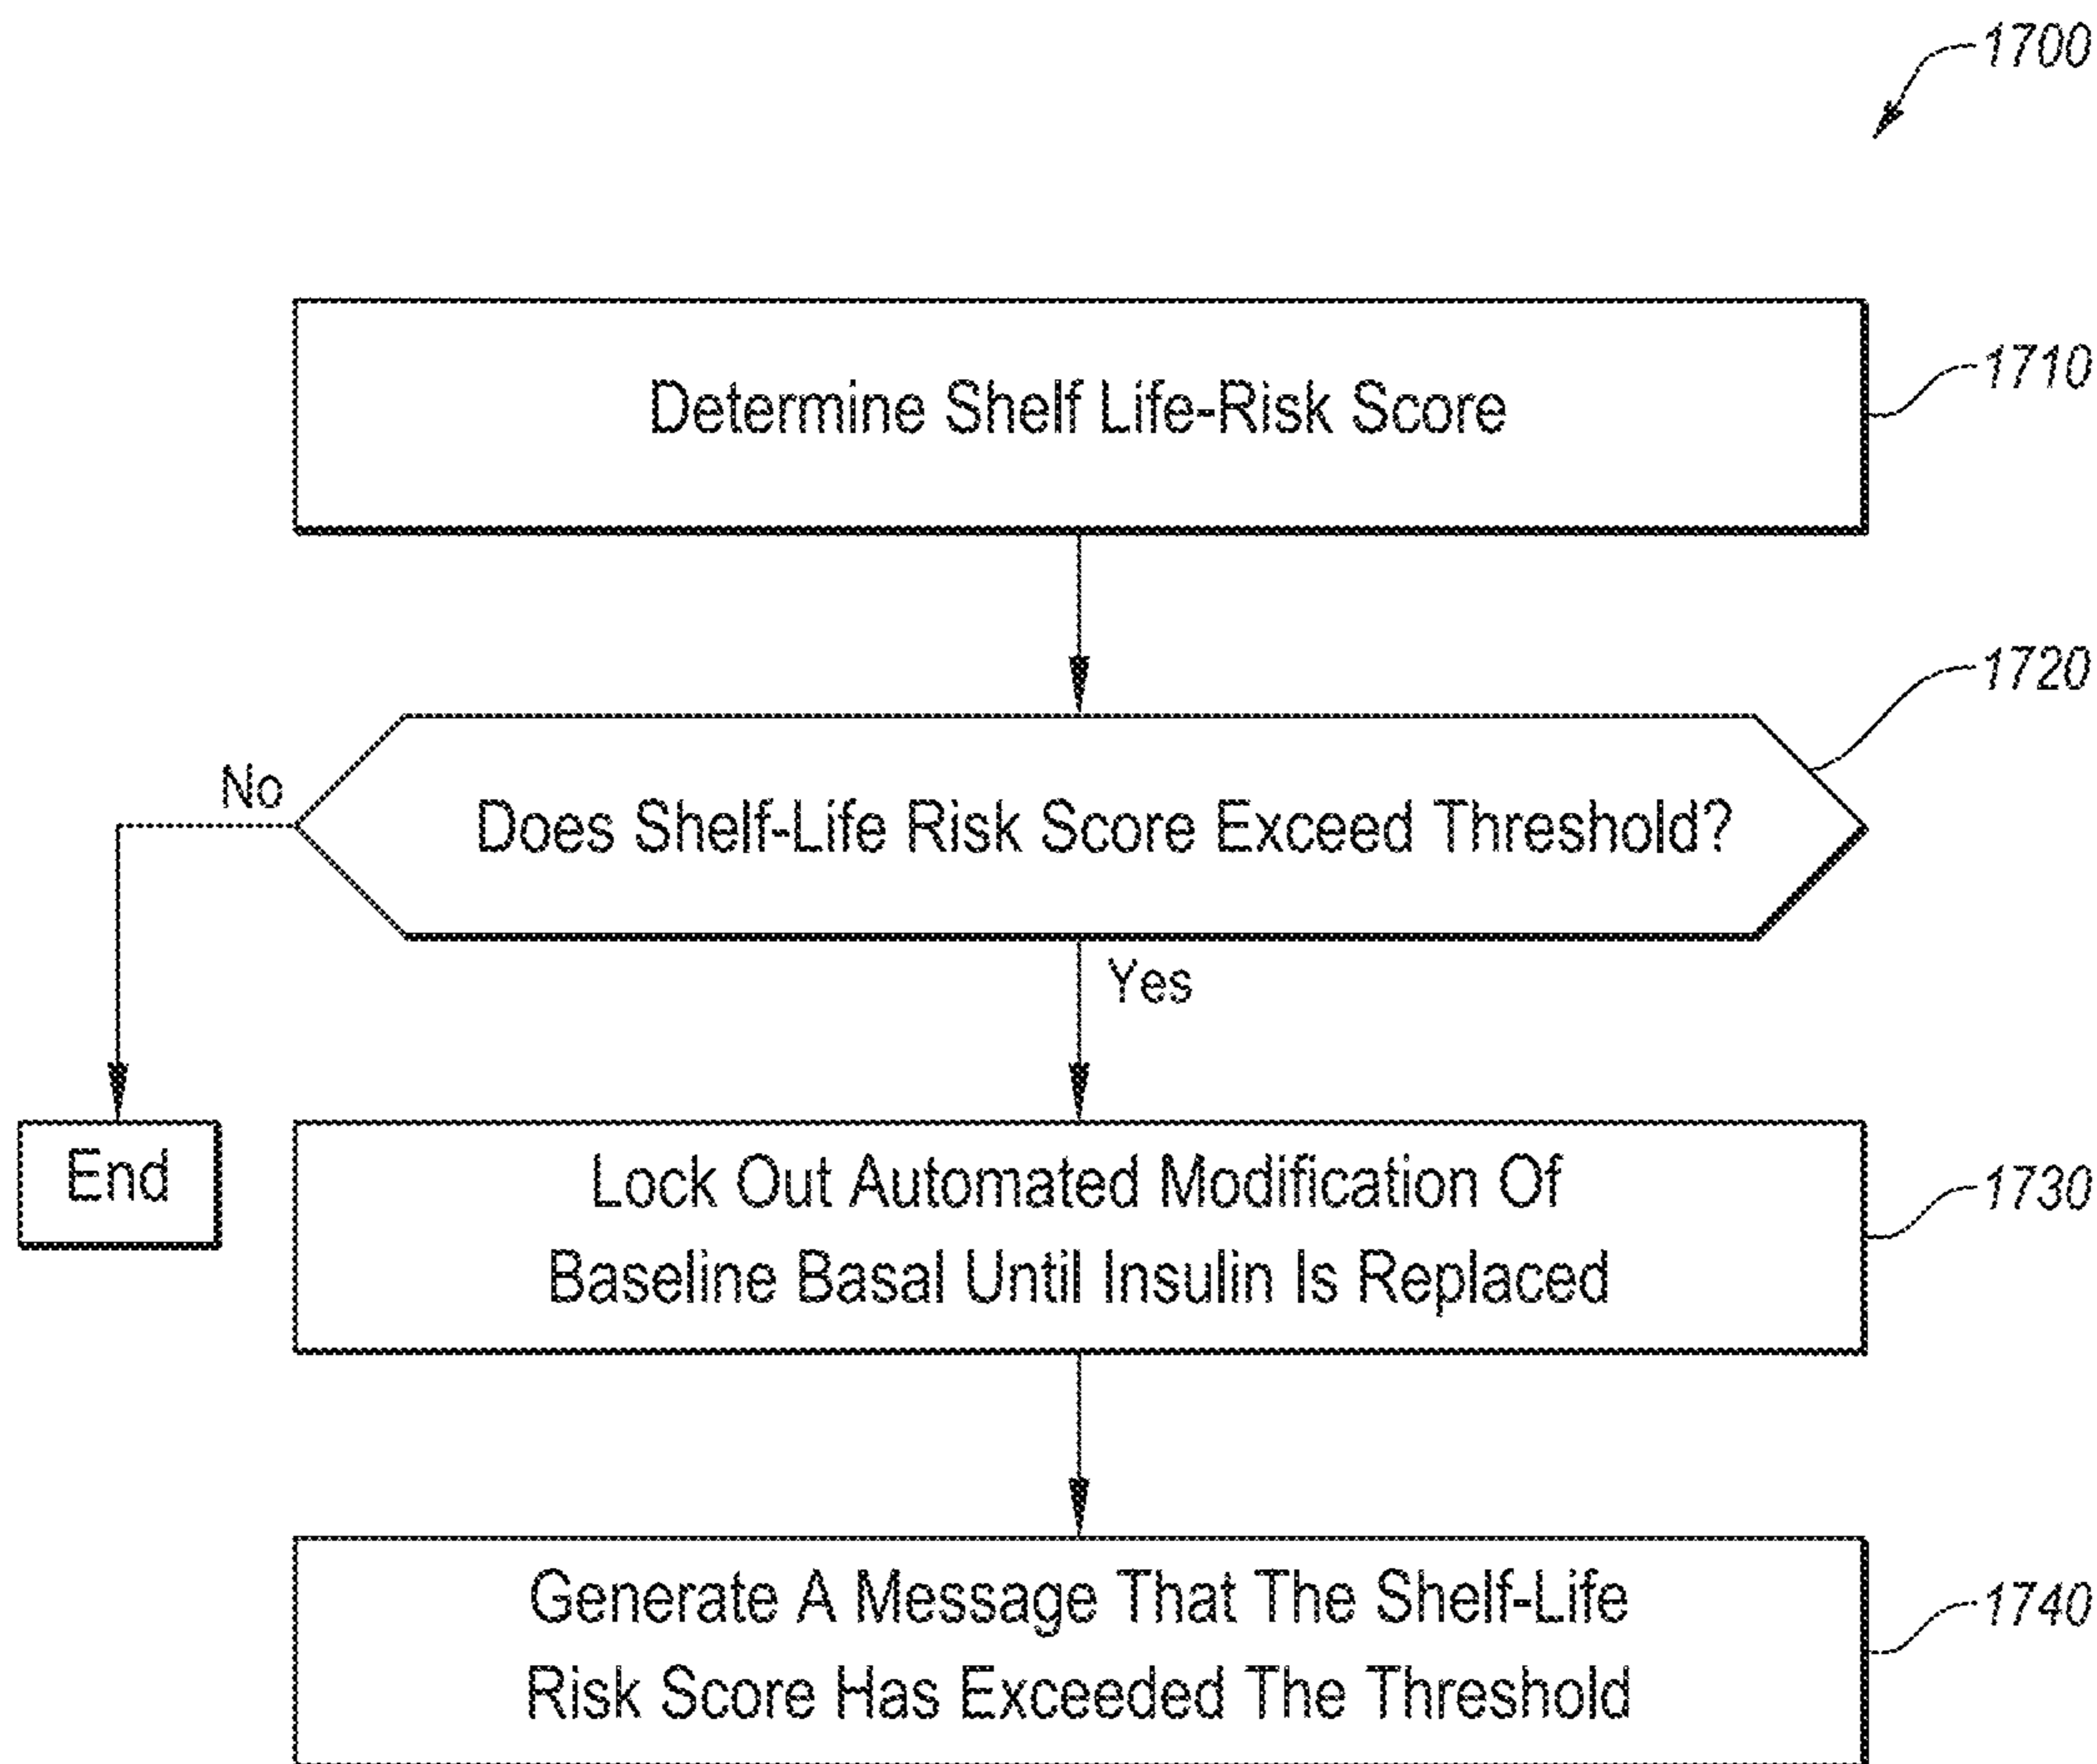 1700
Determine Shelf Life-Risk Score
1710
1720
No
Does Shelf-Life Risk Score Exceed Threshold?
Yes
End
Lock Out Automated Modification Of
Baseline Basal Until Insulin Is Replaced
1730
Generate A Message That The Shelf-Life
Risk Score Has Exceeded The Threshold
1740